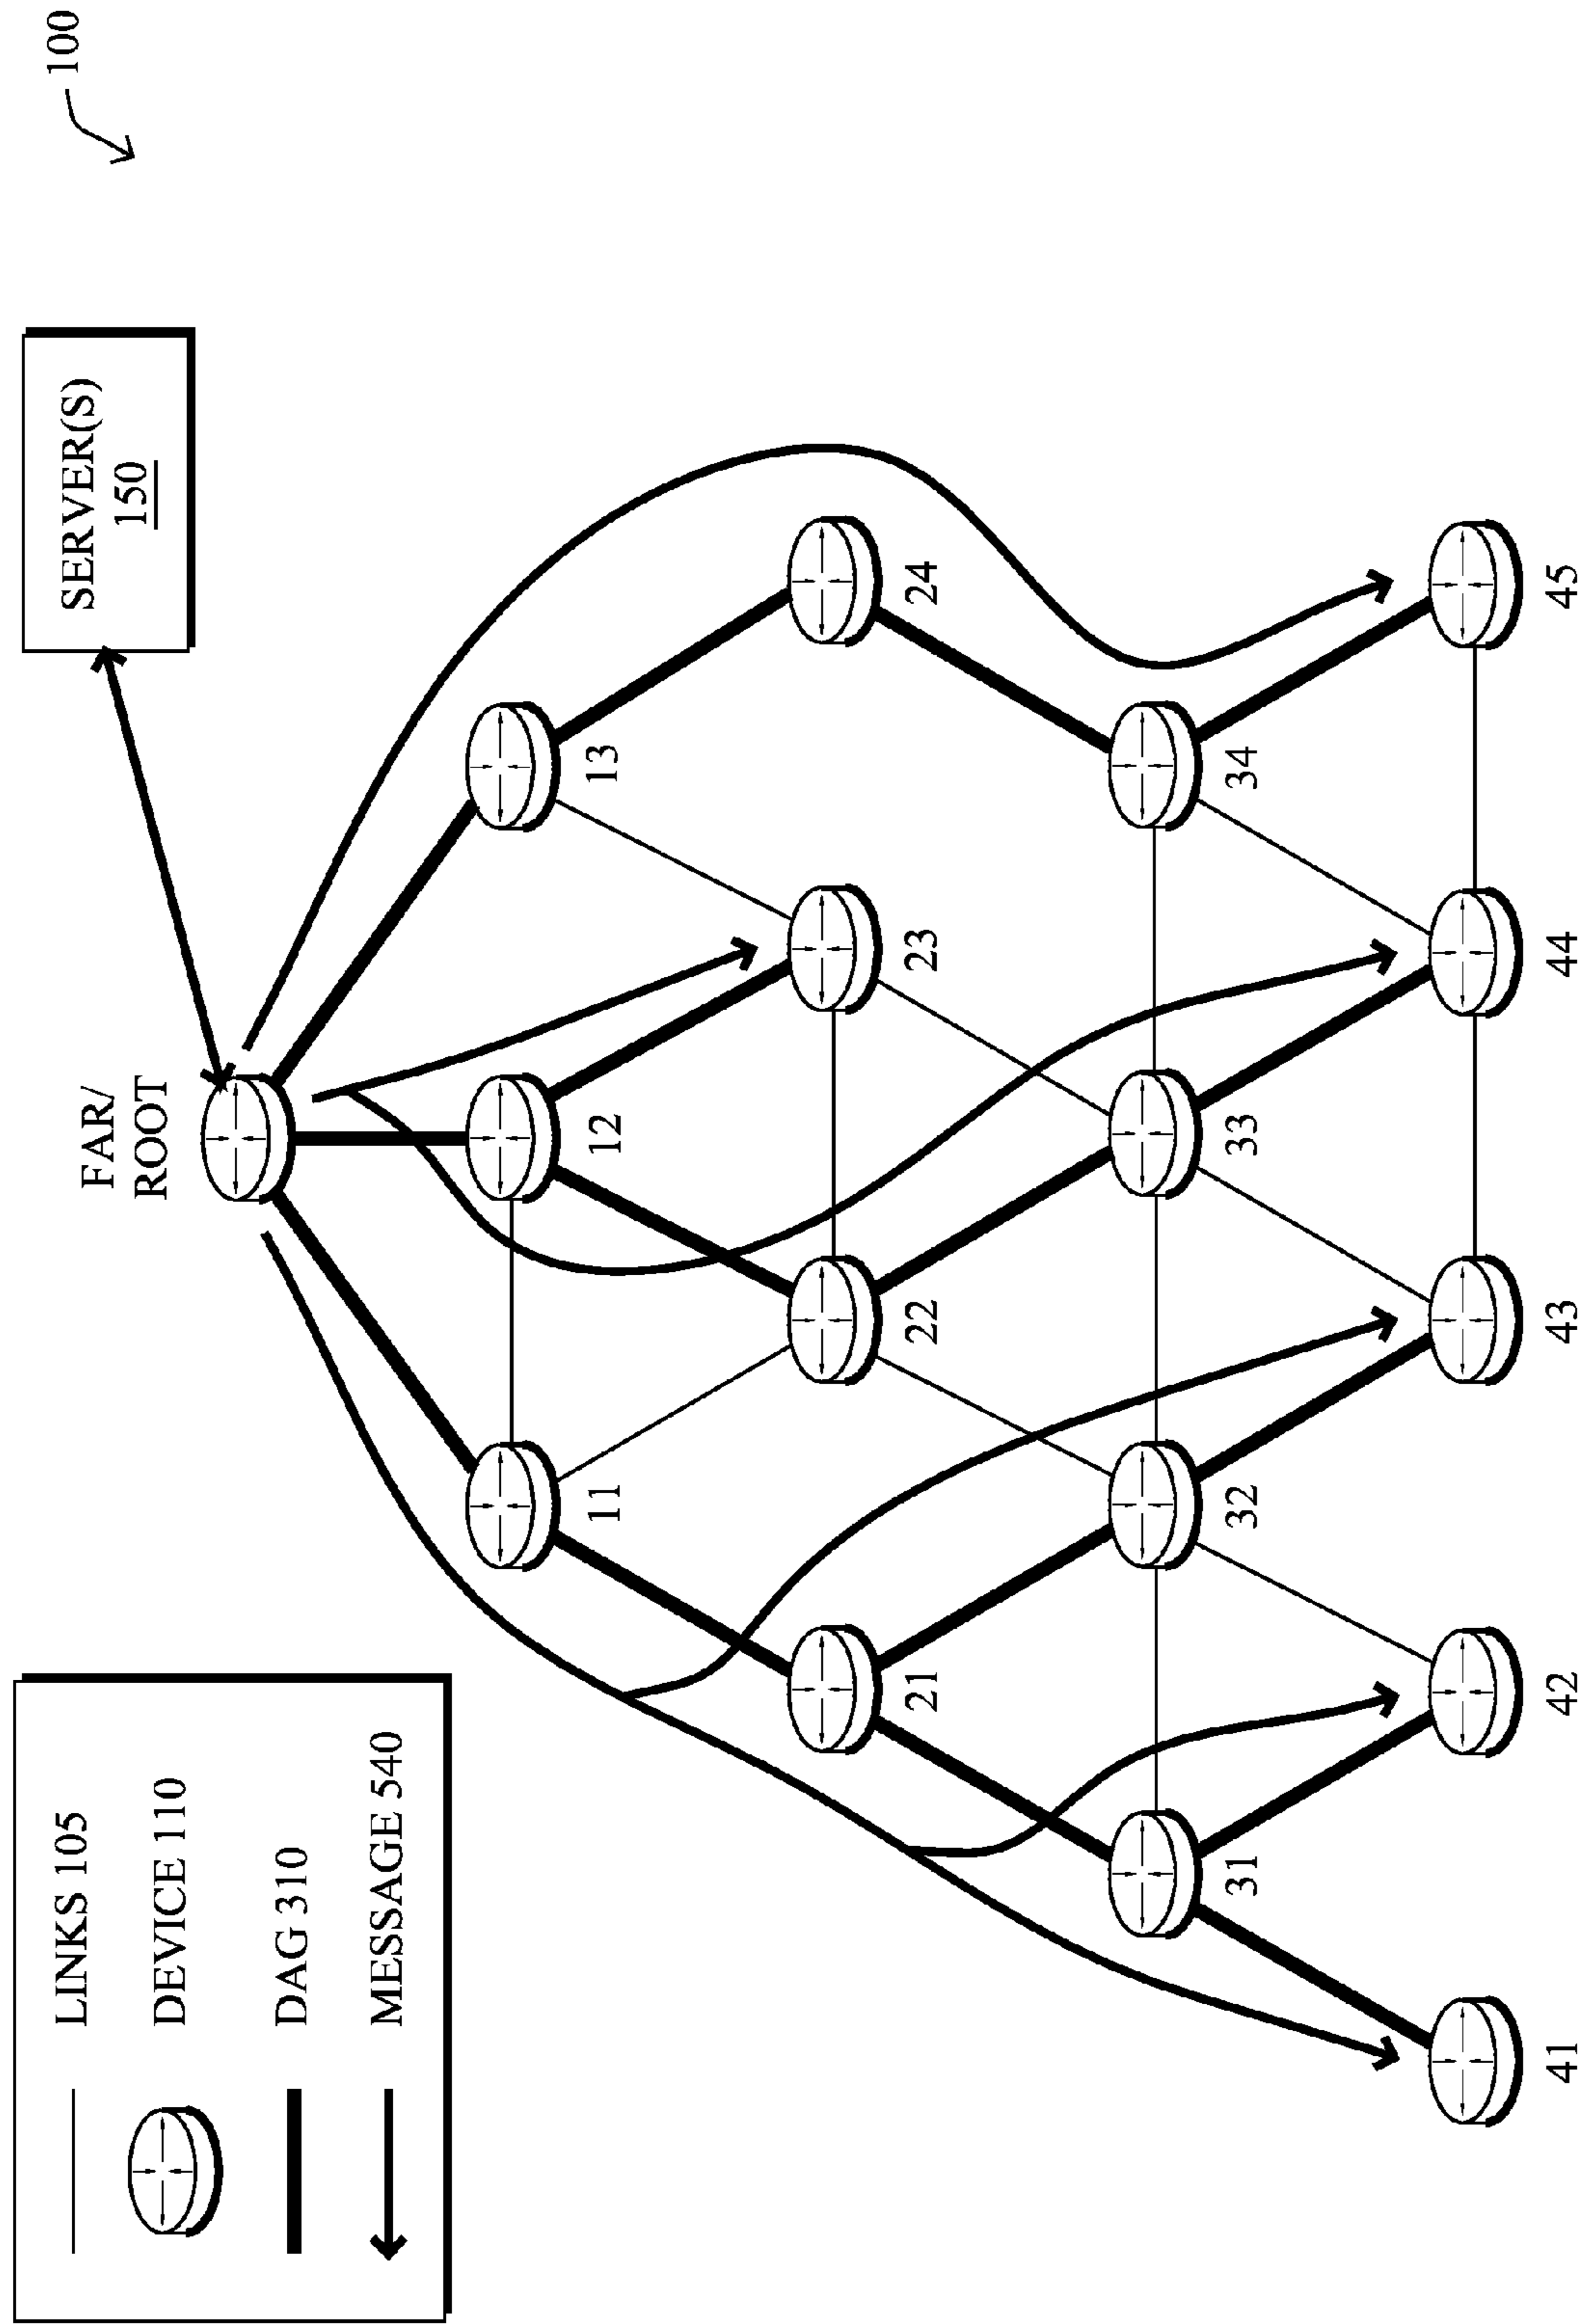 100
SERVER(S)
150
FAR/
ROOT
LINKS 105
DEVICE 110
DAG 310
MESSAGE 540
11
12
13
21
22
23
24
31
32
33
34
41
42
43
44
45